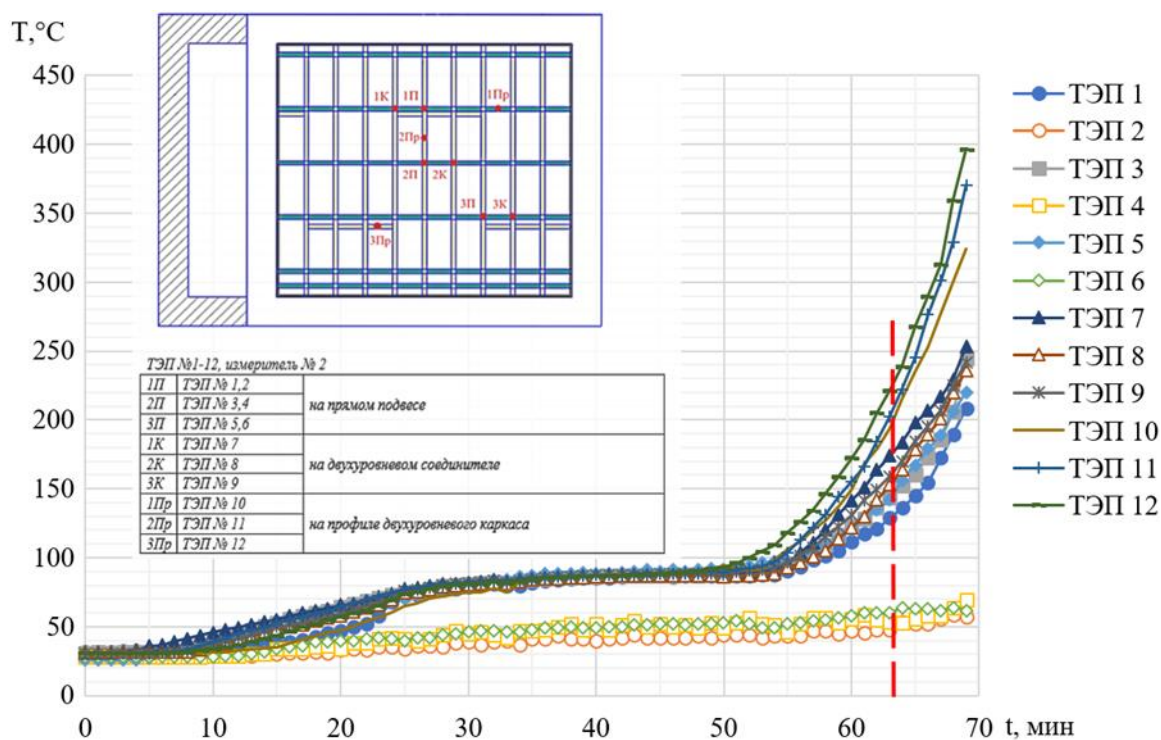 T,°C
450
400
350
300
250
200
150
100
50
0
0 10 20 30 40 50 60 70 t, мин
1К 1П 1Пр
2Пр
2П 2К
3П 3К
3Пр
ТЭП №1-12, измеритель № 2
1П ТЭП № 1,2
2П ТЭП № 3,4 на прямом подвесе
3П ТЭП № 5,6
1К ТЭП № 7
2К ТЭП № 8 на двухуровневом соединителе
3К ТЭП № 9
1Пр ТЭП № 10
2Пр ТЭП № 11 на профиле двухуровневого каркаса
3Пр ТЭП № 12
ТЭП 1
ТЭП 2
ТЭП 3
ТЭП 4
ТЭП 5
ТЭП 6
ТЭП 7
ТЭП 8
ТЭП 9
ТЭП 10
ТЭП 11
ТЭП 12